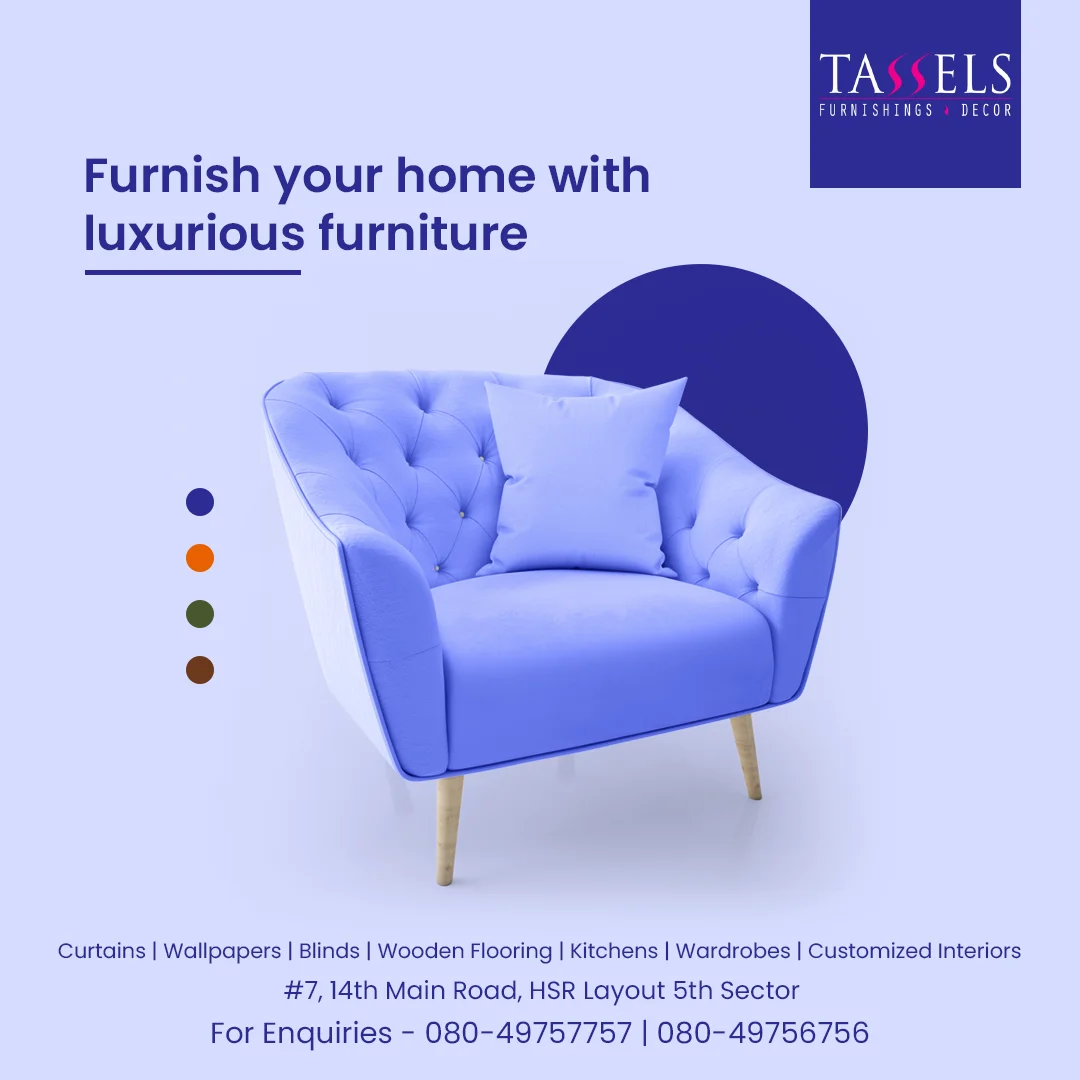 TASSELS
FURNISHINGS DECOR
Furnish your home with
luxurious furniture
Curtains | Wallpapers | Blinds | Wooden Flooring | Kitchens | Wardrobes | Customized Interiors
#7, 14th Main Road, HSR Layout 5th Sector
For Enquiries - 080-49757757 | 080-49756756